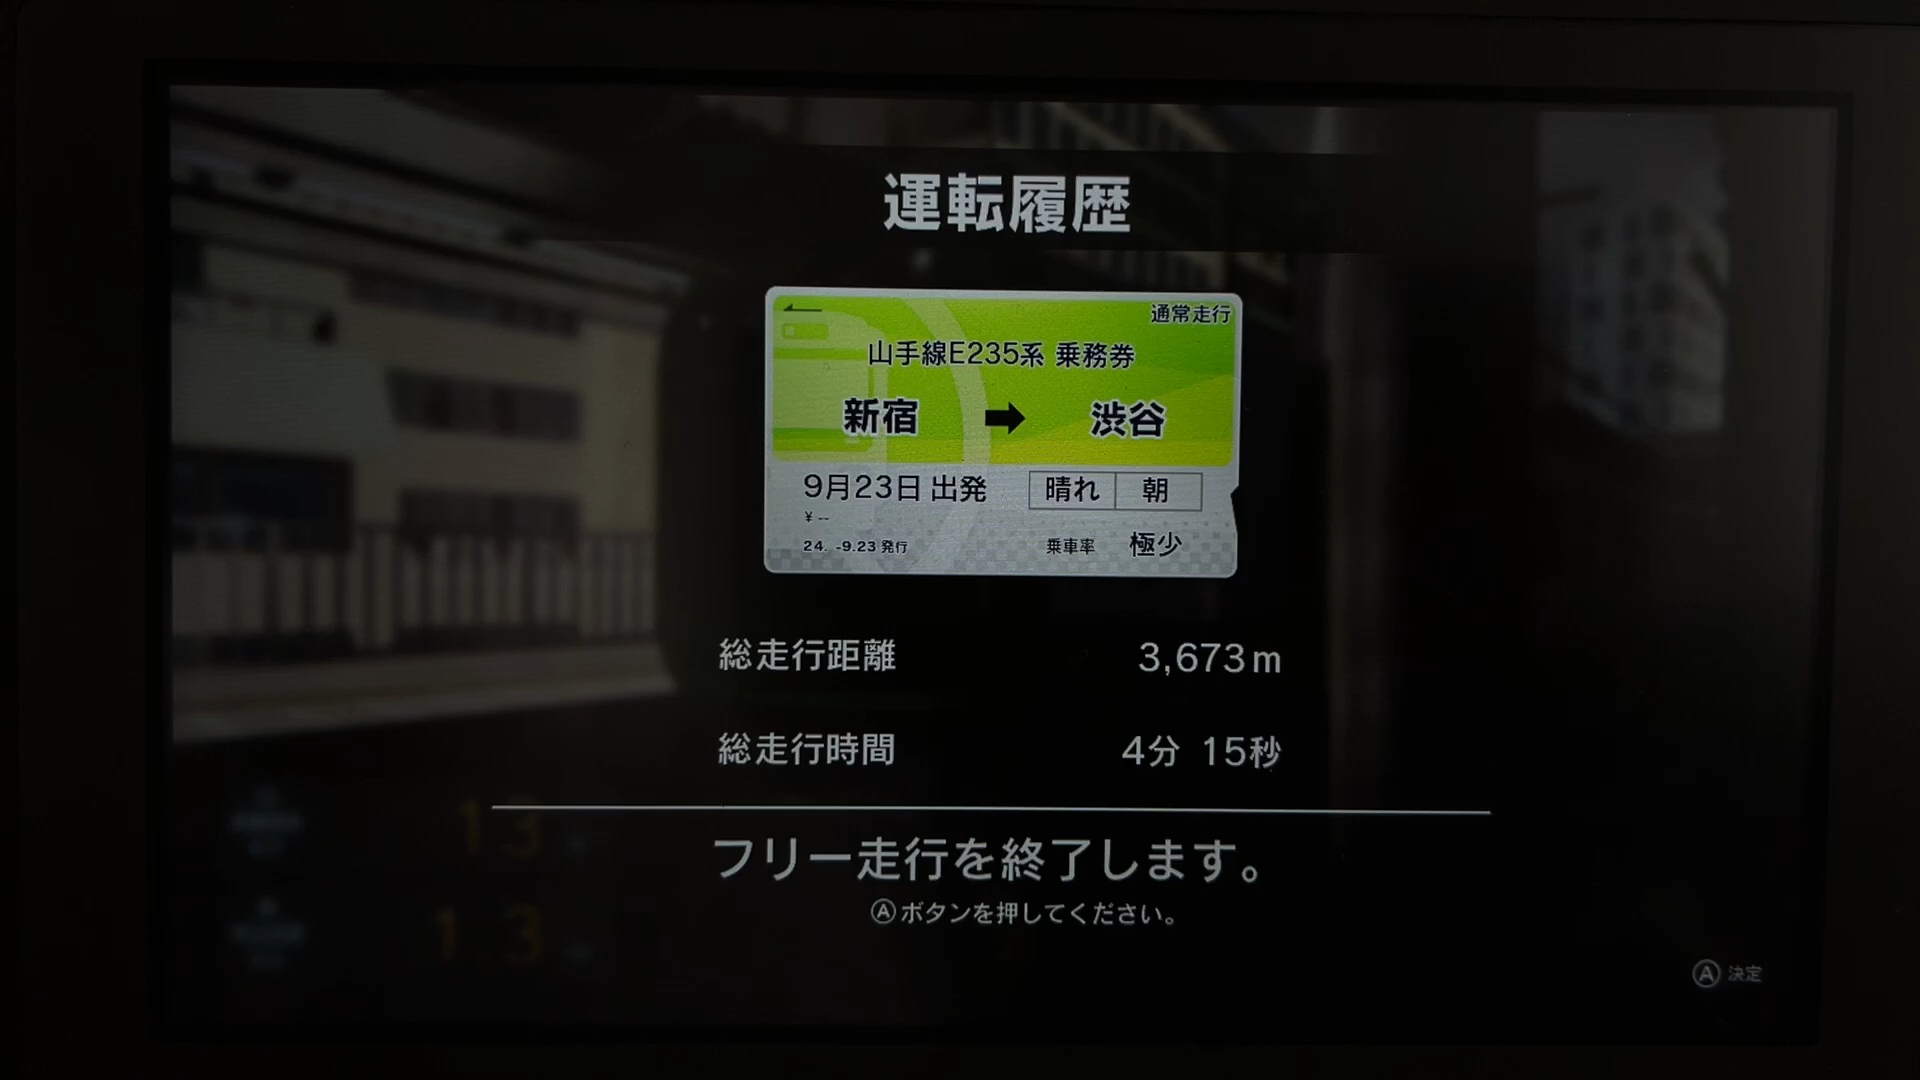 運転履歴
通常走行
山手線E235系 乗務券
新宿 ➡ 渋谷
9月23日 出発 晴れ 朝
¥--
24. -9.23 発行 乗車率 極少
総走行距離 3,673m
総走行時間 4分 15秒
13
1.3
フリー走行を終了します。
Ⓐボタンを押してください。
Ⓐ 決定